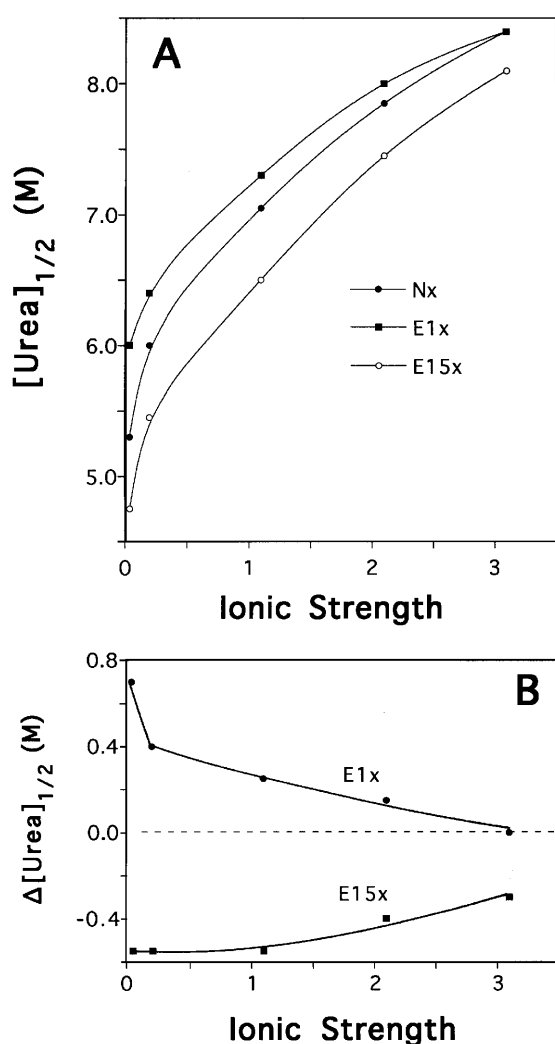 A
[Urea]1/2 (M)
8.0
7.0
6.0
5.0
Nx
E1x
E15x
0 1 2 3
Ionic Strength
B
Δ[Urea]1/2 (M)
0.8
0.4
0.0
-0.4
E1x
E15x
0 1 2 3
Ionic Strength